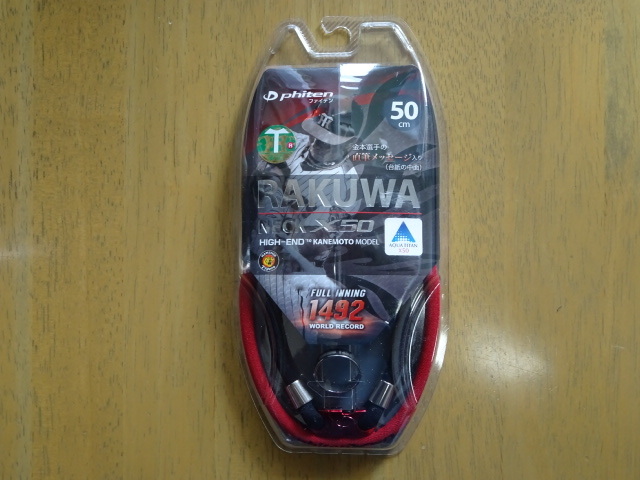 phiten
ファイテン
50
cm
T
R
金本選手の
直筆メッセージ入り
(台紙の中面)
RAKUWA
NECK X50
HIGH-END™ KANEMOTO MODEL
AQUA TITAN
X50
FULL INNING
1492
WORLD RECORD